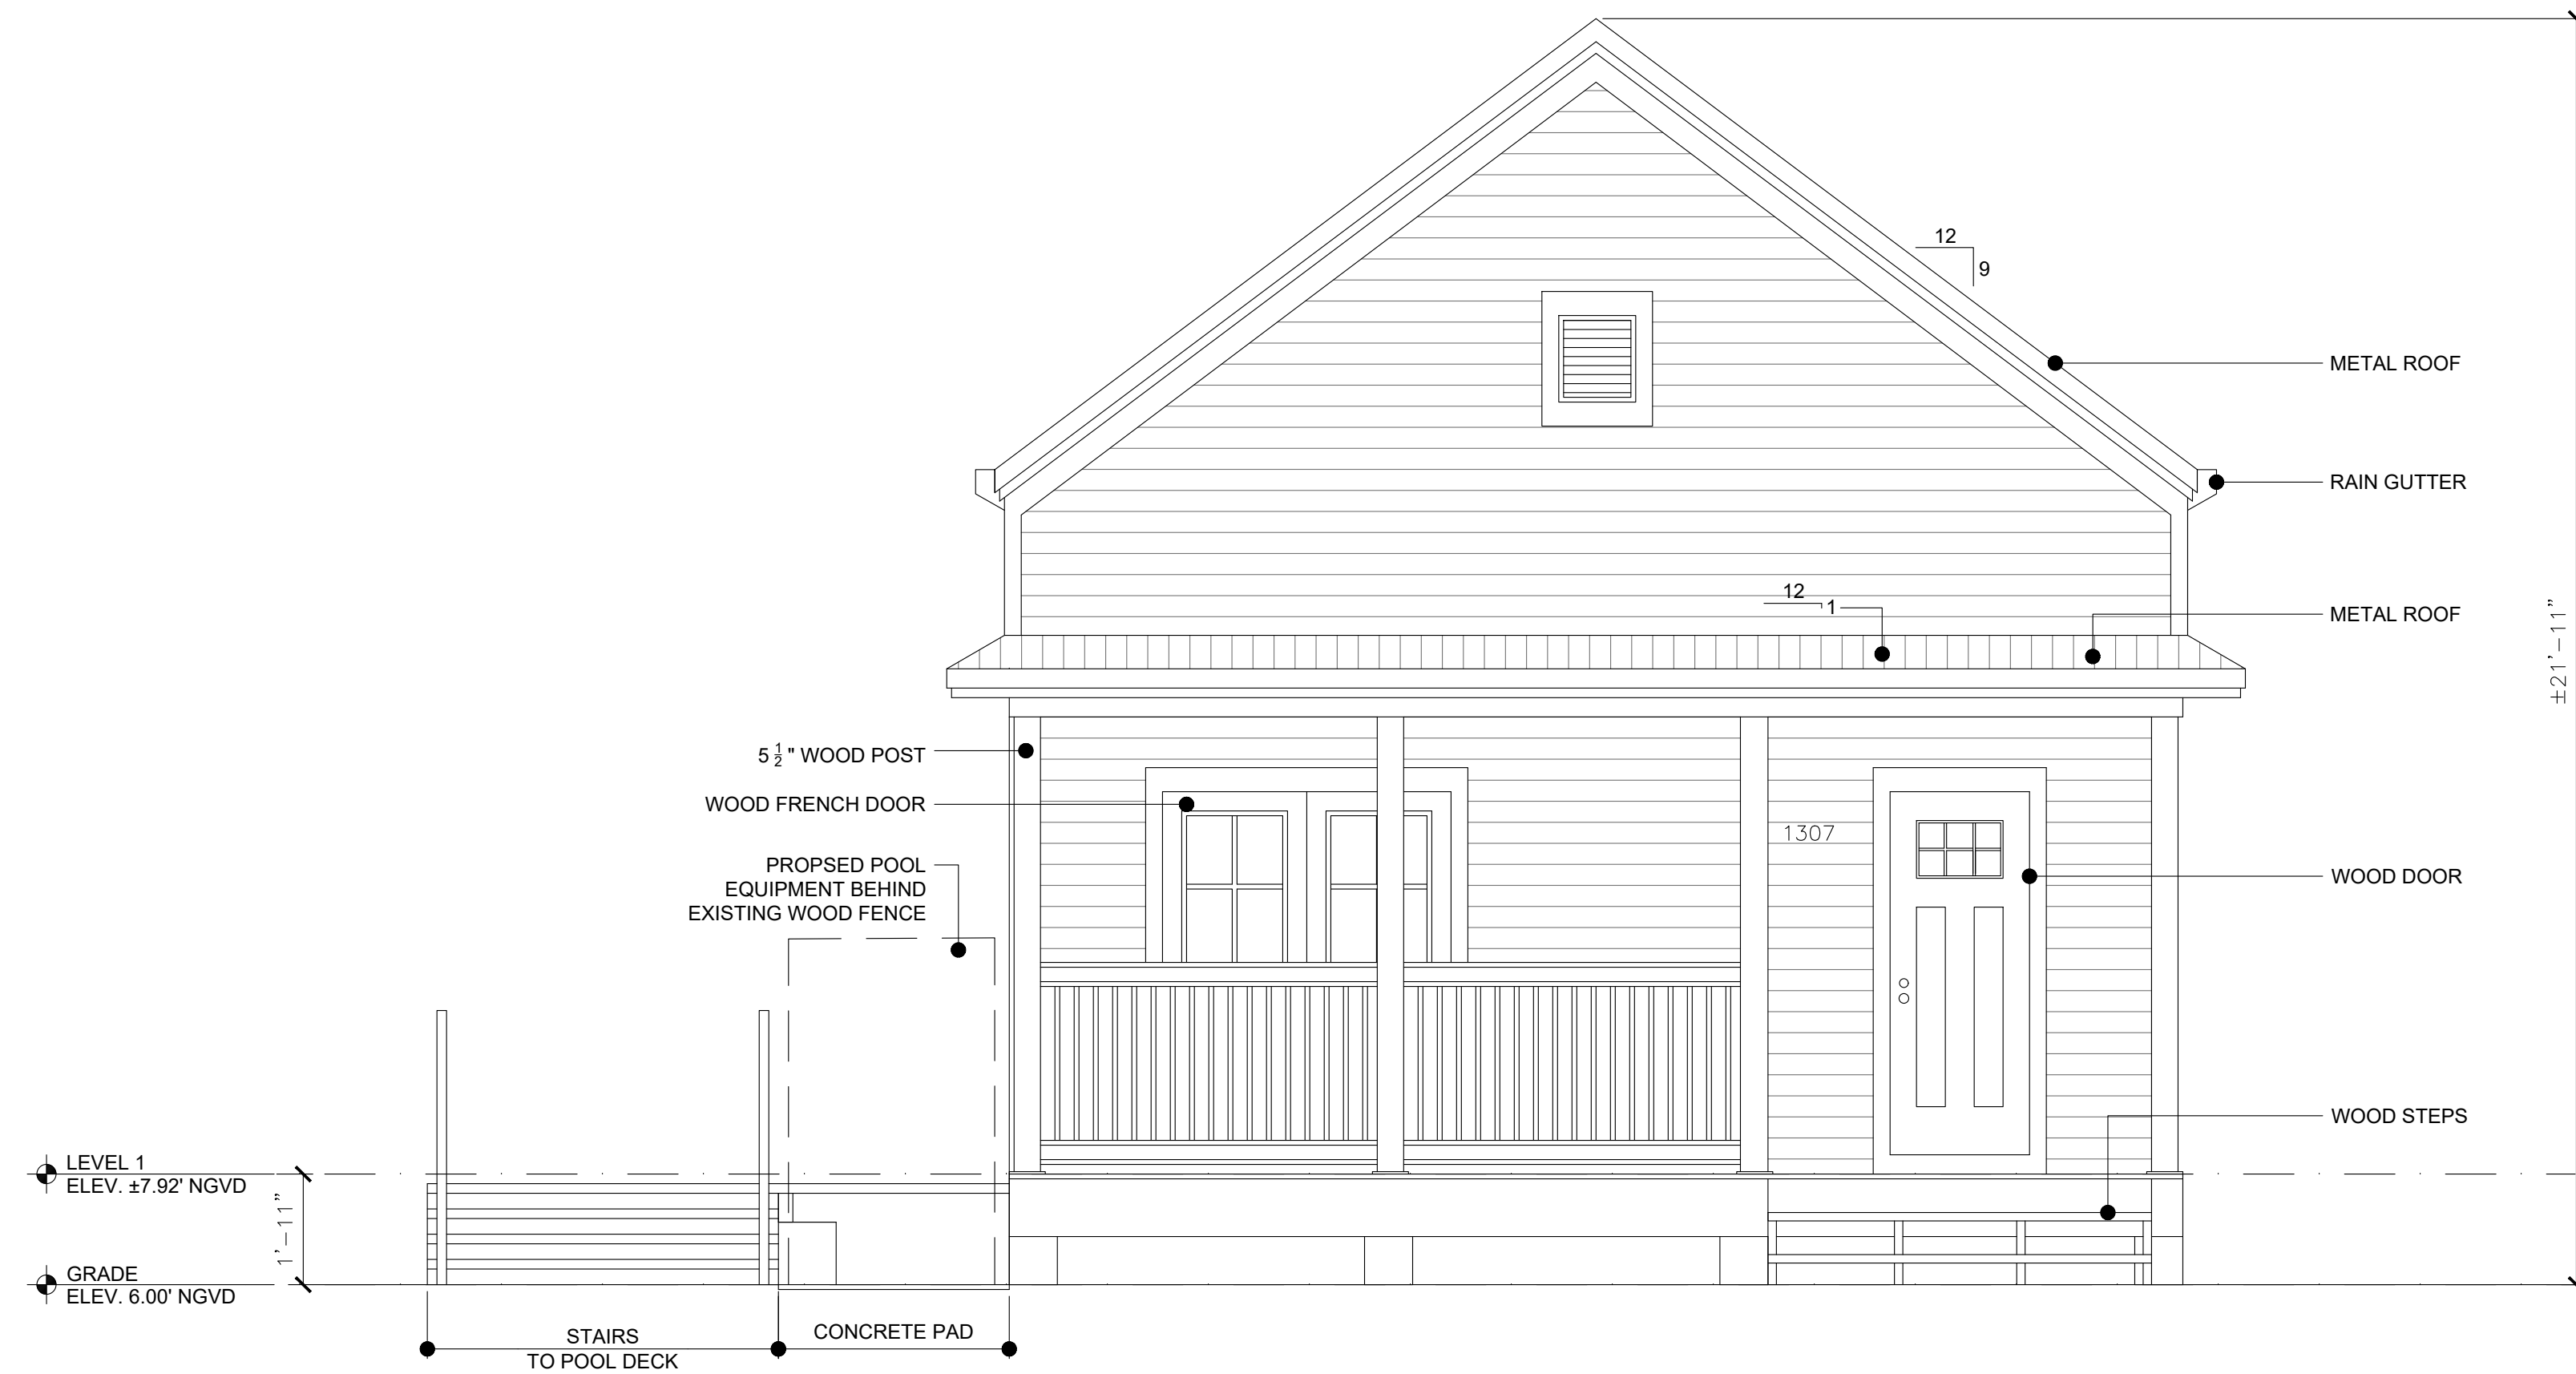 12
9
METAL ROOF
RAIN GUTTER
12
1
METAL ROOF
±21'-11"
5 1/2" WOOD POST
WOOD FRENCH DOOR
1307
PROPSED POOL
EQUIPMENT BEHIND
EXISTING WOOD FENCE
WOOD DOOR
WOOD STEPS
LEVEL 1
ELEV. ±7.92' NGVD
1'-11"
GRADE
ELEV. 6.00' NGVD
STAIRS
TO POOL DECK
CONCRETE PAD